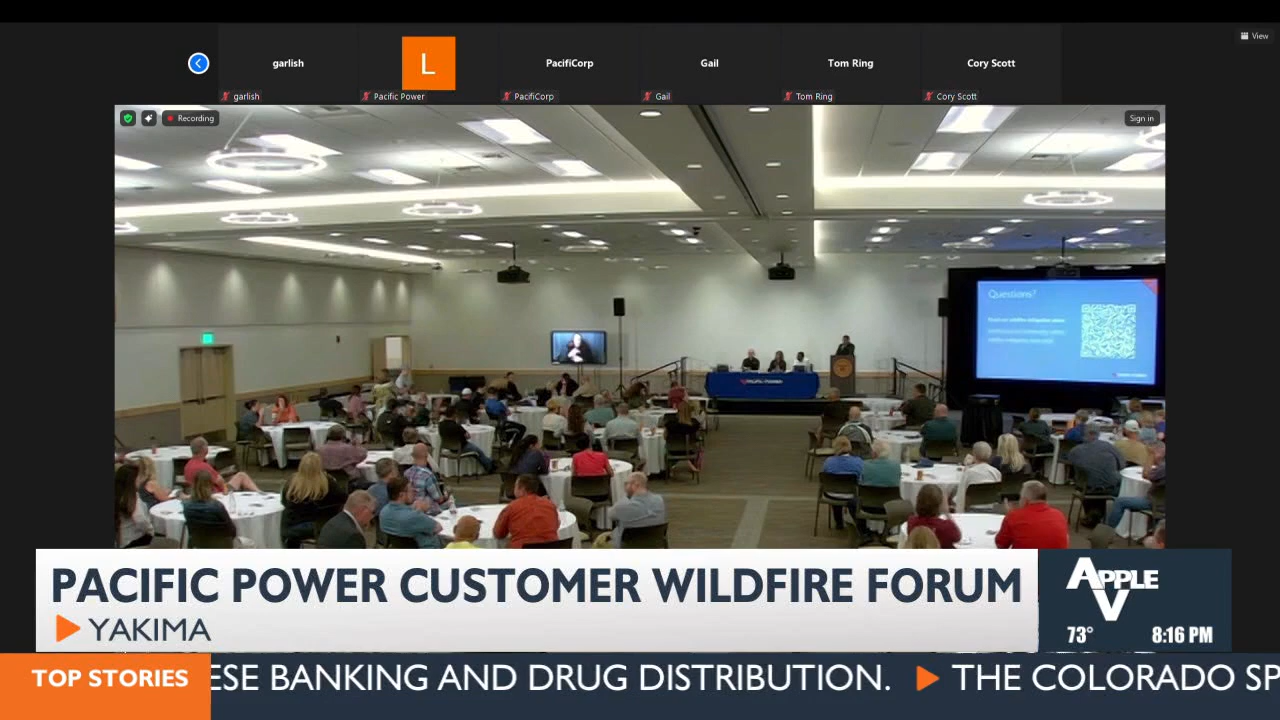 View
garlish
L
PacifiCorp
Gail
Tom Ring
Cory Scott
garlish
Pacific Power
PacifiCorp
Gail
Tom Ring
Cory Scott
Recording
Sign in
Questions?
PACIFIC POWER
PACIFIC POWER CUSTOMER WILDFIRE FORUM
YAKIMA
APPLE
V
73° 8:16 PM
TOP STORIES
ESE BANKING AND DRUG DISTRIBUTION. THE COLORADO SP